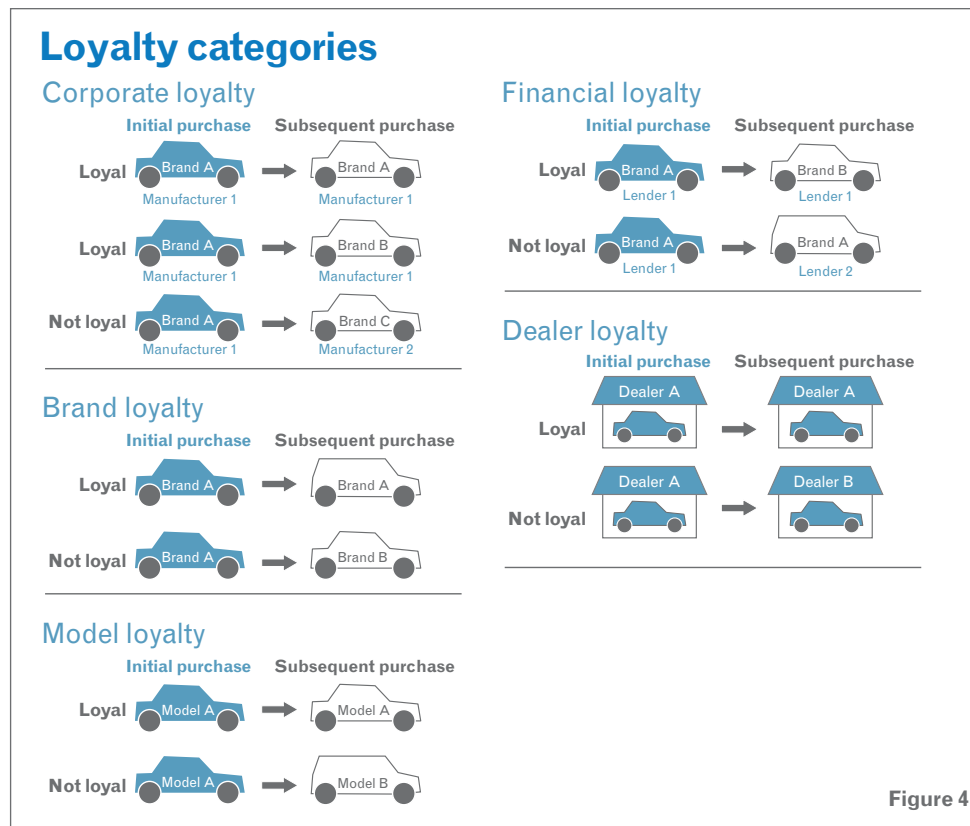 Loyalty categories
Corporate loyalty
Initial purchase Subsequent purchase
Loyal Brand A Brand A
Manufacturer 1 Manufacturer 1
Loyal Brand A Brand B
Manufacturer 1 Manufacturer 1
Not loyal Brand A Brand C
Manufacturer 1 Manufacturer 2
Brand loyalty
Initial purchase Subsequent purchase
Loyal Brand A Brand A
Not loyal Brand A Brand B
Model loyalty
Initial purchase Subsequent purchase
Loyal Model A Model A
Not loyal Model A Model B
Financial loyalty
Initial purchase Subsequent purchase
Loyal Brand A Brand B
Lender 1 Lender 1
Not loyal Brand A Brand A
Lender 1 Lender 2
Dealer loyalty
Initial purchase Subsequent purchase
Dealer A Dealer A
Loyal
Dealer A Dealer B
Not loyal
Figure 4